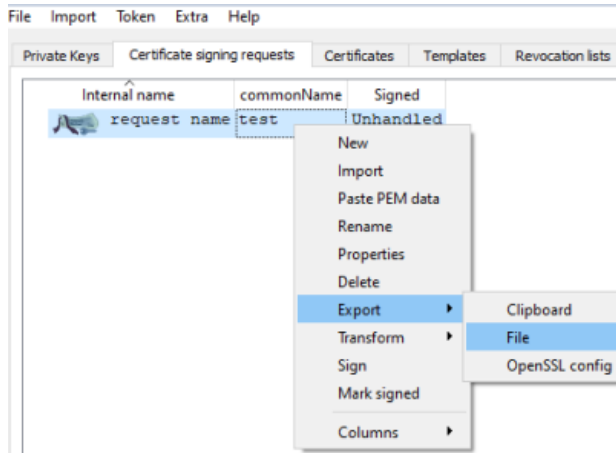 File Import Token Extra Help
Private Keys Certificate signing requests Certificates Templates Revocation lists
Internal name commonName Signed
request name test Unhandled
New
Import
Paste PEM data
Rename
Properties
Delete
Export Clipboard
Transform File
Sign OpenSSL config
Mark signed
Columns